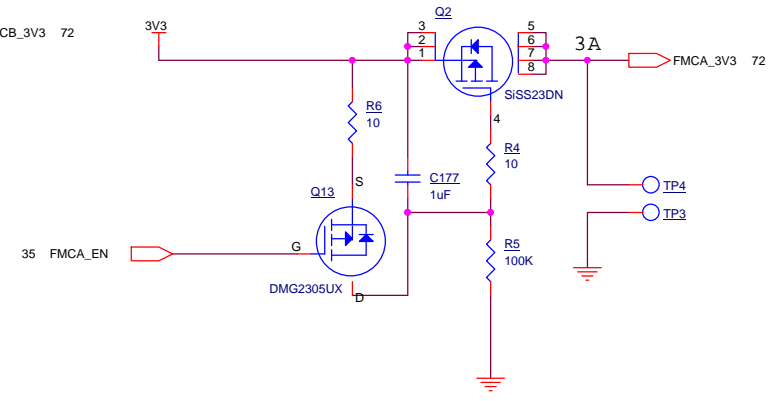 Q2
CB_3V3 72
3V3
3
2
1
5
6
7
8
3A
FMCA_3V3 72
SiSS23DN
4
R6
10
R4
10
C177
1uF
Q13
S
TP4
TP3
G
35 FMCA_EN
R5
100K
DMG2305UX
D